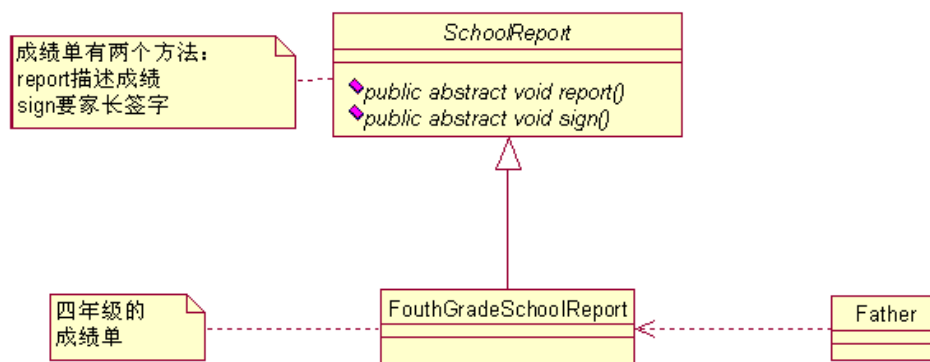 SchoolReport
成绩单有两个方法：
report描述成绩
sign要家长签字
public abstract void report()
public abstract void sign()
四年级的
成绩单
FouthGradeSchoolReport
Father